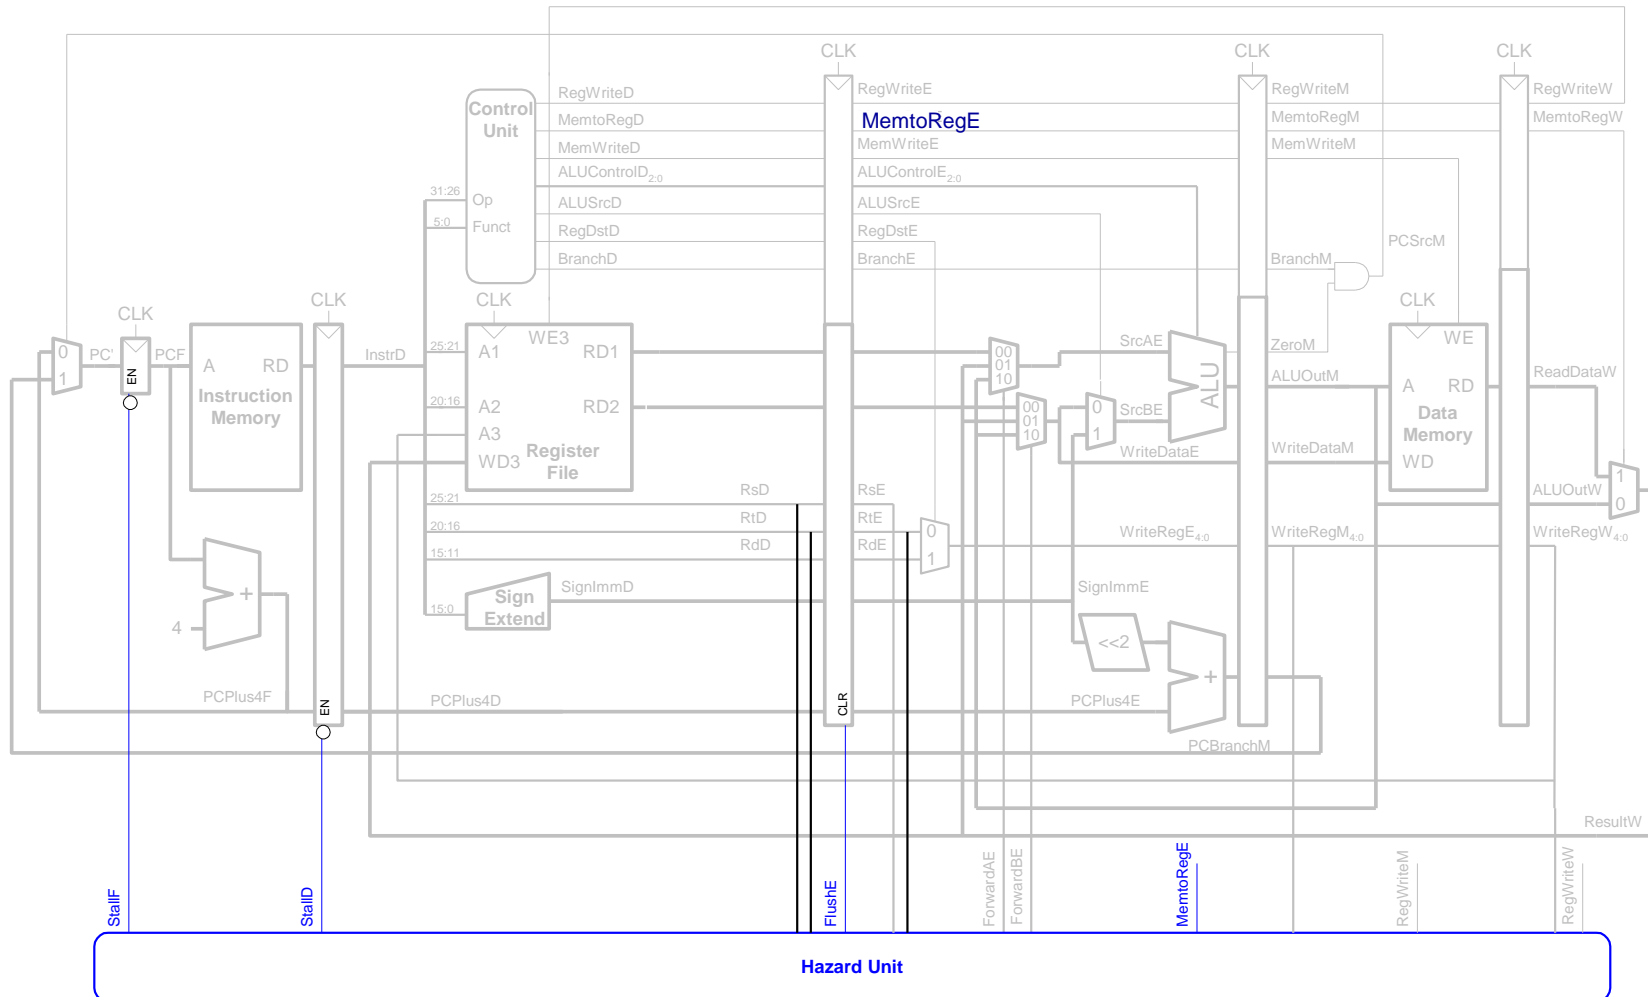 CLK
CLK
CLK
RegWriteD
RegWriteE
RegWriteM
RegWriteW
Control
Unit
MemtoRegD
MemtoRegE
MemtoRegM
MemtoRegW
MemWriteD
MemWriteE
MemWriteM
ALUControlD2:0
ALUControlE2:0
31:26
Op
ALUSrcD
ALUSrcE
5:0
Funct
RegDstD
RegDstE
PCSrcM
BranchD
BranchE
BranchM
CLK
CLK
CLK
CLK
0
1
PC'
EN
PCF
A
RD
Instruction
Memory
InstrD
25:21
A1
WE3
RD1
20:16
A2
RD2
A3
WD3
Register
File
00
01
10
00
01
10
0
1
SrcAE
SrcBE
ALU
ZeroM
ALUOutM
WriteDataE
WriteDataM
A
RD
WE
Data
Memory
WD
ReadDataW
1
0
ALUOutW
25:21
RsD
RsE
20:16
RtD
RtE
15:11
RdD
RdE
0
1
WriteRegE4:0
WriteRegM4:0
WriteRegW4:0
+
4
15:0
Sign
Extend
SignImmD
SignImmE
<<2
+
PCPlus4F
EN
PCPlus4D
CLR
PCPlus4E
PCBranchM
ResultW
StallF
StallD
FlushE
ForwardAE
ForwardBE
MemtoRegE
RegWriteM
RegWriteW
Hazard Unit